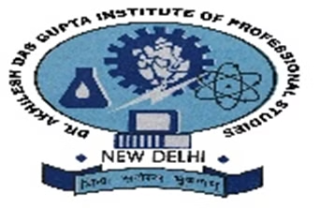 DR. AKHILESH DAS GUPTA INSTITUTE OF PROFESSIONAL STUDIES
NEW DELHI